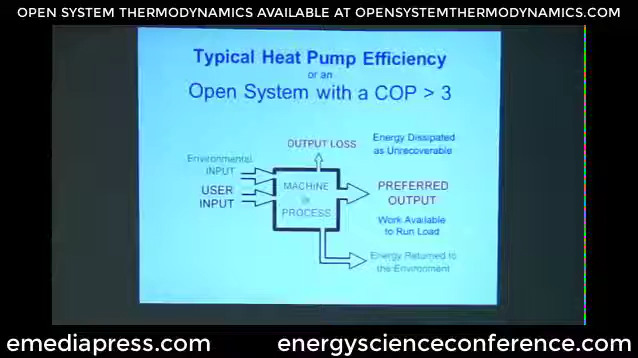 OPEN SYSTEM THERMODYNAMICS AVAILABLE AT OPENSYSTEMTHERMODYNAMICS.COM
Typical Heat Pump Efficiency
or an
Open System with a COP > 3
OUTPUT LOSS
Energy Dissipated
as Unrecoverable
Environmental
INPUT
USER
INPUT
MACHINE
or
PROCESS
PREFERRED
OUTPUT
Work Available
to Run Load
Energy Returned to
the Environment
emediapress.com
energyscienceconference.com